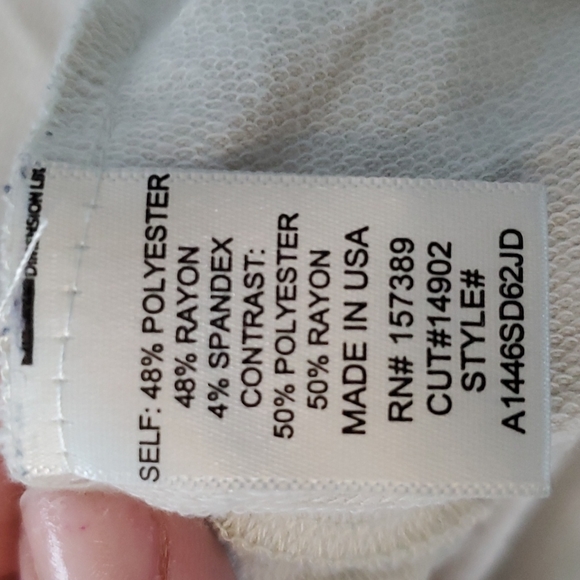 SELF: 48% POLYESTER
48% RAYON
4% SPANDEX
CONTRAST:
50% POLYESTER
50% RAYON
MADE IN USA
RN# 157389
CUT#14902
STYLE#
A1446SD62JD